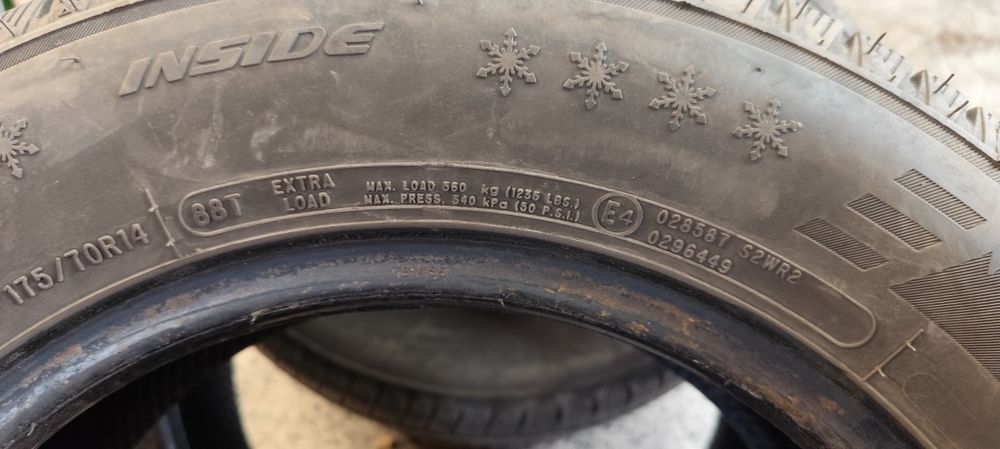 INSIDE
175/70R14
88T
EXTRA
LOAD
MAX. LOAD 560 kg (1235 LBS.)
MAX. PRESS. 340 kPa (50 P.S.I.)
E4
028587 S2WR2
0296449